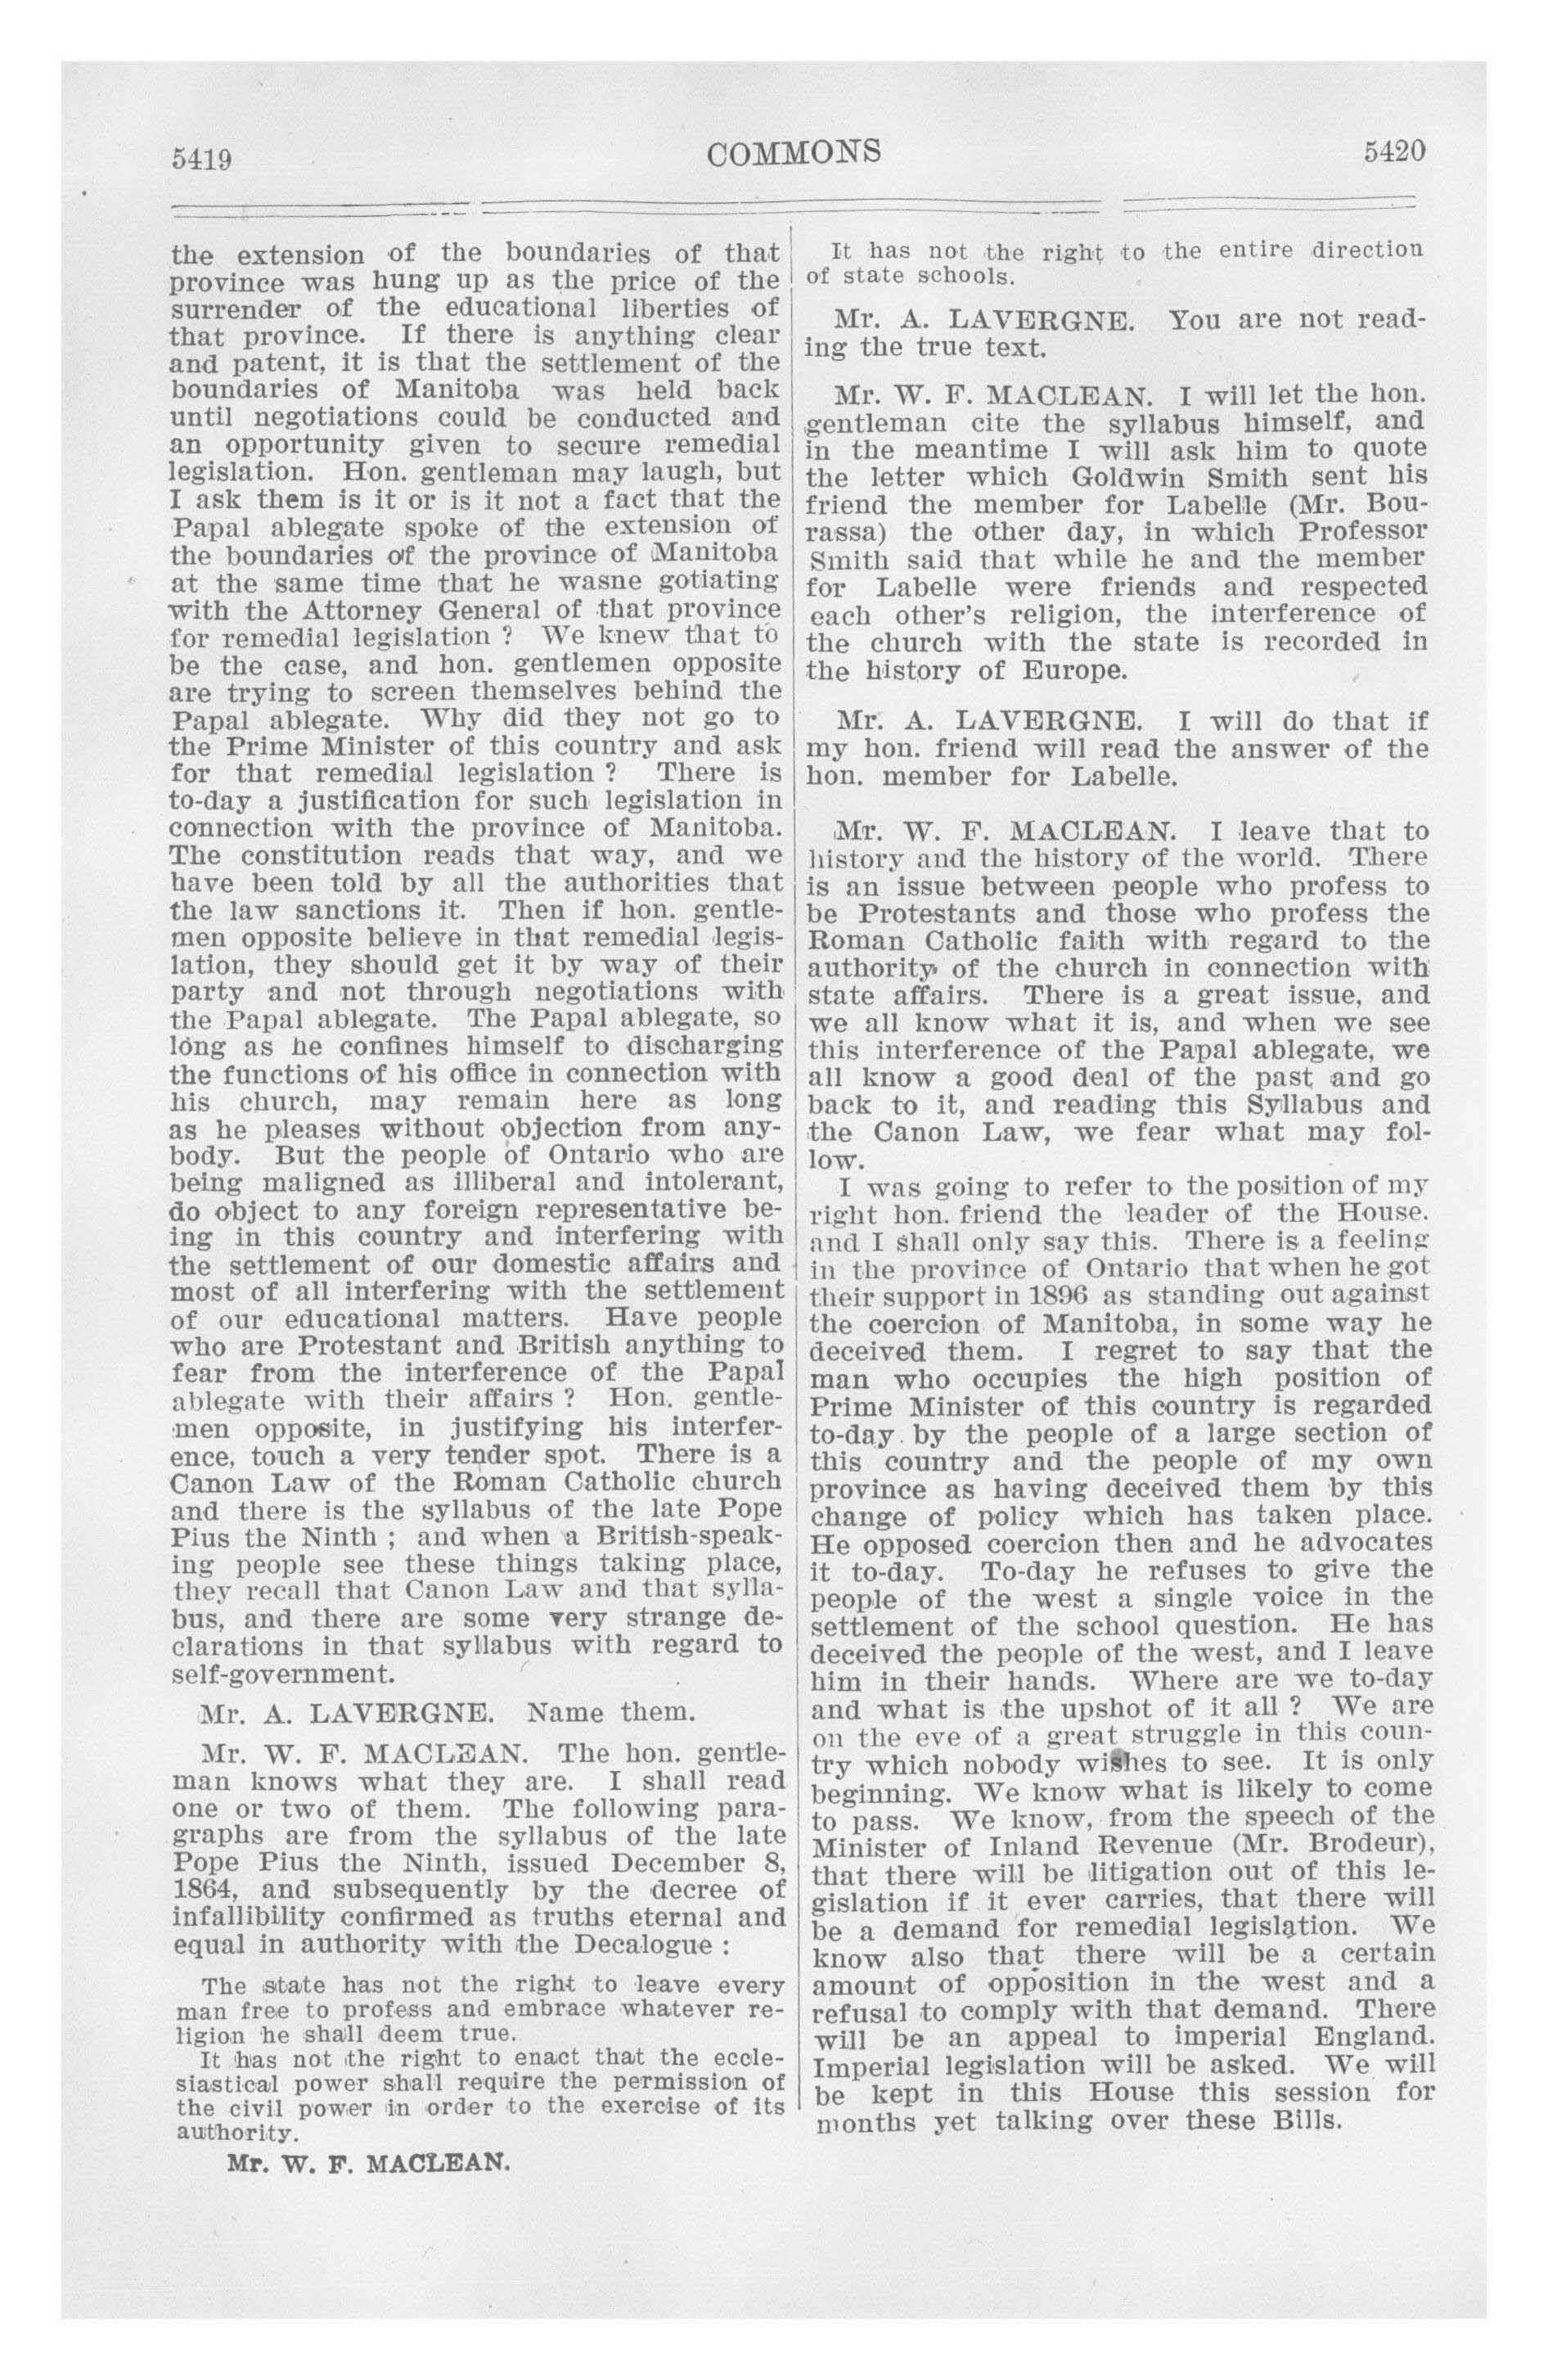 5419
COMMONS
5420
the extension of the boundaries of that
province was hung up as the price of the
surrender of the educational liberties of
that province. If there is anything clear
and patent, it is that the settlement of the
boundaries of Manitoba was held back
until negotiations could be conducted and
an opportunity given to secure remedial
legislation. Hon. gentleman may laugh, but
I ask them is it or is it not a fact that the
Papal ablegate spoke of the extension of
the boundaries of the province of Manitoba
at the same time that he wasne gotiating
with the Attorney General of that province
for remedial legislation ? We knew that to
be the case, and hon. gentlemen opposite
are trying to screen themselves behind the
Papal ablegate. Why did they not go to
the Prime Minister of this country and ask
for that remedial legislation ? There is
to-day a justification for such legislation in
connection with the province of Manitoba.
The constitution reads that way, and we
have been told by all the authorities that
the law sanctions it. Then if hon. gentle-
men opposite believe in that remedial legis-
lation, they should get it by way of their
party and not through negotiations with
the Papal ablegate. The Papal ablegate, so
long as he confines himself to discharging
the functions of his office in connection with
his church, may remain here as long
as he pleases without objection from any-
body. But the people of Ontario who are
being maligned as illiberal and intolerant,
do object to any foreign representative be-
ing in this country and interfering with
the settlement of our domestic affairs and
most of all interfering with the settlement
of our educational matters. Have people
who are Protestant and British anything to
fear from the interference of the Papal
ablegate with their affairs ? Hon. gentle-
men opposite, in justifying his interfer-
ence, touch a very tender spot. There is a
Canon Law of the Roman Catholic church
and there is the syllabus of the late Pope
Pius the Ninth ; and when a British-speak-
ing people see these things taking place,
they recall that Canon Law and that sylla-
bus, and there are some very strange de-
clarations in that syllabus with regard to
self-government.
Mr. A. LAVERGNE. Name them.
Mr. W. F. MACLEAN. The hon. gentle-
man knows what they are. I shall read
one or two of them. The following para-
graphs are from the syllabus of the late
Pope Pius the Ninth, issued December 8,
1864, and subsequently by the decree of
infallibility confirmed as truths eternal and
equal in authority with the Decalogue :
The state has not the right to leave every
man free to profess and embrace whatever re-
ligion he shall deem true.
It has not the right to enact that the eccle-
siastical power shall require the permission of
the civil power in order to the exercise of its
authority.
Mr. W. F. MACLEAN.
It has not the right to the entire direction
of state schools.
Mr. A. LAVERGNE. You are not read-
ing the true text.
Mr. W. F. MACLEAN. I will let the hon.
gentleman cite the syllabus himself, and
in the meantime I will ask him to quote
the letter which Goldwin Smith sent his
friend the member for Labelle (Mr. Bou-
rassa) the other day, in which Professor
Smith said that while he and the member
for Labelle were friends and respected
each other's religion, the interference of
the church with the state is recorded in
the history of Europe.
Mr. A. LAVERGNE. I will do that if
my hon. friend will read the answer of the
hon. member for Labelle.
Mr. W. F. MACLEAN. I leave that to
history and the history of the world. There
is an issue between people who profess to
be Protestants and those who profess the
Roman Catholic faith with regard to the
authority of the church in connection with
state affairs. There is a great issue, and
we all know what it is, and when we see
this interference of the Papal ablegate, we
all know a good deal of the past and go
back to it, and reading this Syllabus and
the Canon Law, we fear what may fol-
low.
I was going to refer to the position of my
right hon. friend the leader of the House.
and I shall only say this. There is a feeling
in the province of Ontario that when he got
their support in 1896 as standing out against
the coercion of Manitoba, in some way he
deceived them. I regret to say that the
man who occupies the high position of
Prime Minister of this country is regarded
to-day by the people of a large section of
this country and the people of my own
province as having deceived them by this
change of policy which has taken place.
He opposed coercion then and he advocates
it to-day. To-day he refuses to give the
people of the west a single voice in the
settlement of the school question. He has
deceived the people of the west, and I leave
him in their hands. Where are we to-day
and what is the upshot of it all ? We are
on the eve of a great struggle in this coun-
try which nobody wishes to see. It is only
beginning. We know what is likely to come
to pass. We know, from the speech of the
Minister of Inland Revenue (Mr. Brodeur),
that there will be litigation out of this le-
gislation if it ever carries, that there will
be a demand for remedial legislation. We
know also that there will be a certain
amount of opposition in the west and a
refusal to comply with that demand. There
will be an appeal to imperial England.
Imperial legislation will be asked. We will
be kept in this House this session for
months yet talking over these Bills.